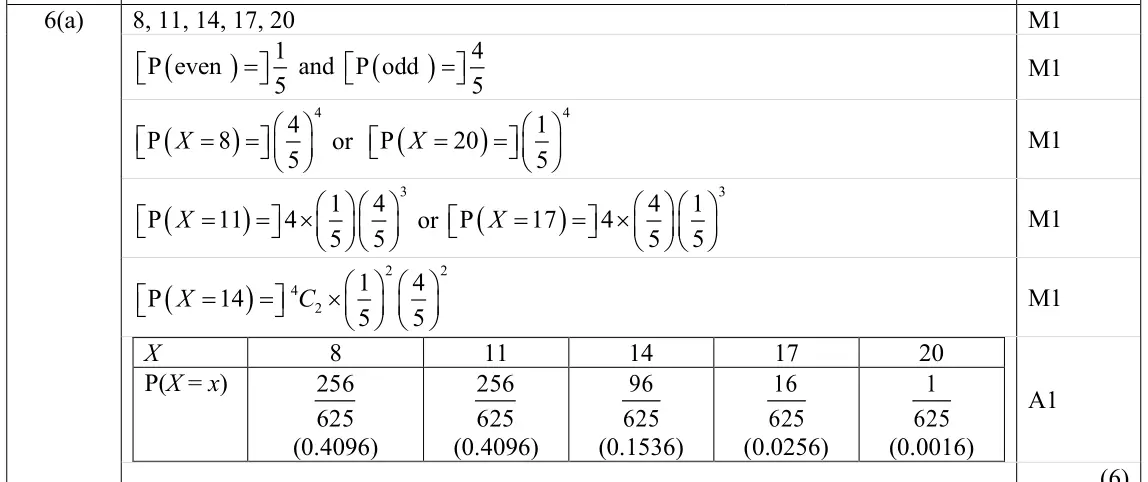 6(a) 8, 11, 14, 17, 20 M1
[P(even ) =] 1/5 and [P(odd ) =] 4/5 M1
[P(X = 8) =] (4/5)^4 or [P(X = 20) =] (1/5)^4 M1
[P(X = 11) =] 4 × (1/5)(4/5)^3 or [P(X = 17) =] 4 × (4/5)(1/5)^3 M1
[P(X = 14) =] ⁴C₂ × (1/5)^2 (4/5)^2 M1
X 8 11 14 17 20
P(X = x) 256/625 256/625 96/625 16/625 1/625 A1
(0.4096) (0.4096) (0.1536) (0.0256) (0.0016)
(6)